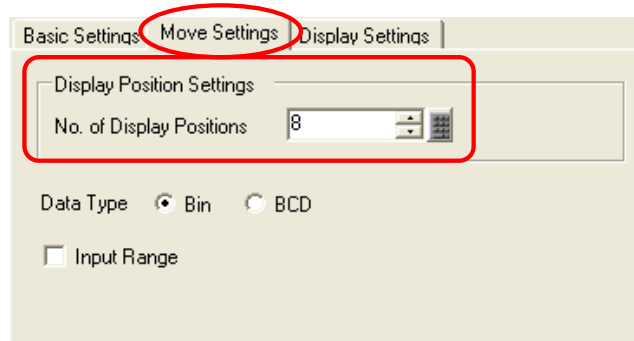 Basic Settings Move Settings Display Settings
Display Position Settings
No. of Display Positions 8
Data Type Bin BCD
Input Range